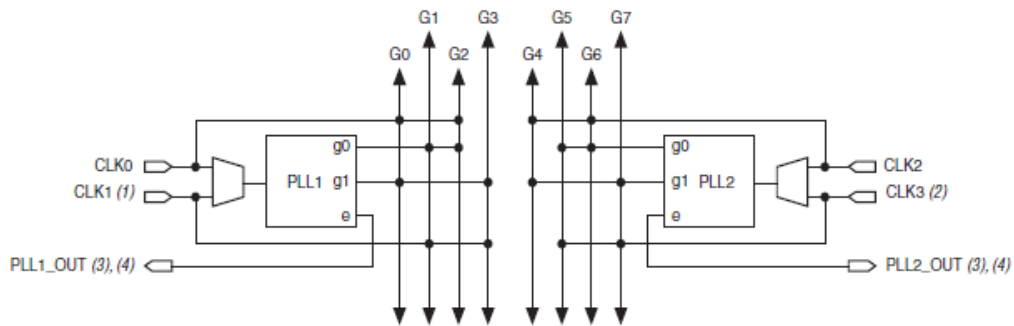 G1 G3 G5 G7
G0 G2 G4 G6
CLK0 g0 g0 CLK2
CLK1 (1) PLL1 g1 g1 PLL2 CLK3 (2)
e e
PLL1_OUT (3), (4) PLL2_OUT (3), (4)